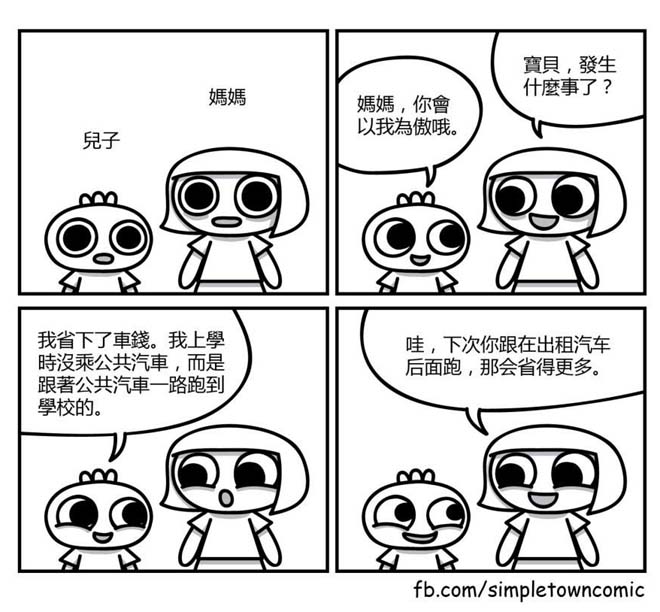 兒子
媽媽
媽媽，你會
以我為傲哦。
寶貝，發生
什麼事了？
我省下了車錢。我上學
時沒乘公共汽車，而是
跟著公共汽車一路跑到
學校的。
哇，下次你跟在出租汽车
后面跑，那会省得更多。
fb.com/simpletowncomic